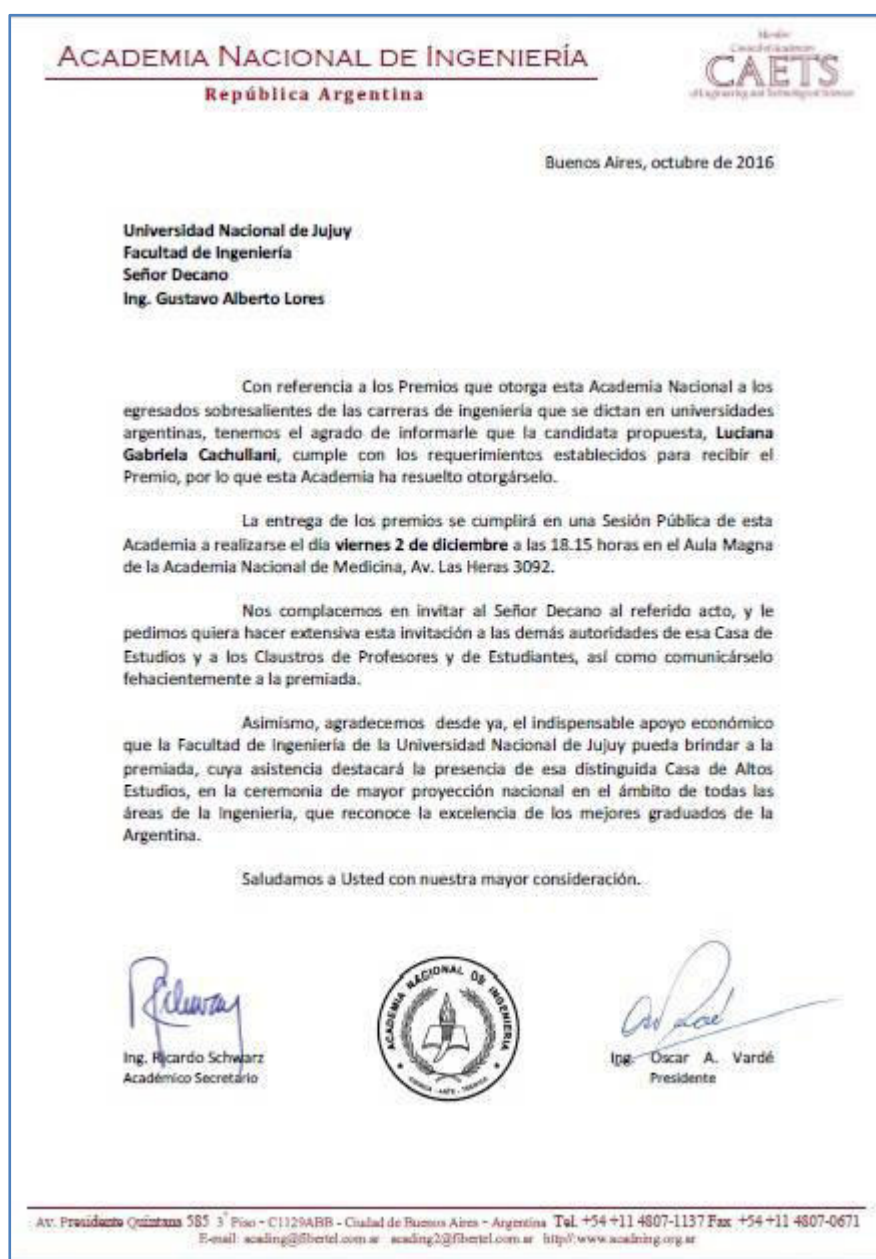 ACADEMIA NACIONAL DE INGENIERÍA
República Argentina
Member
CAETS
of Engineering and Technological Sciences
Buenos Aires, octubre de 2016
Universidad Nacional de Jujuy
Facultad de Ingeniería
Señor Decano
Ing. Gustavo Alberto Lores
Con referencia a los Premios que otorga esta Academia Nacional a los
egresados sobresalientes de las carreras de ingeniería que se dictan en universidades
argentinas, tenemos el agrado de informarle que la candidata propuesta, Luciana
Gabriela Cachullani, cumple con los requerimientos establecidos para recibir el
Premio, por lo que esta Academia ha resuelto otorgárselo.
La entrega de los premios se cumplirá en una Sesión Pública de esta
Academia a realizarse el día viernes 2 de diciembre a las 18.15 horas en el Aula Magna
de la Academia Nacional de Medicina, Av. Las Heras 3092.
Nos complacemos en invitar al Señor Decano al referido acto, y le
pedimos quiera hacer extensiva esta invitación a las demás autoridades de esa Casa de
Estudios y a los Claustros de Profesores y de Estudiantes, así como comunicárselo
fehacientemente a la premiada.
Asimismo, agradecemos desde ya, el indispensable apoyo económico
que la Facultad de Ingeniería de la Universidad Nacional de Jujuy pueda brindar a la
premiada, cuya asistencia destacará la presencia de esa distinguida Casa de Altos
Estudios, en la ceremonia de mayor proyección nacional en el ámbito de todas las
áreas de la Ingeniería, que reconoce la excelencia de los mejores graduados de la
Argentina.
Saludamos a Usted con nuestra mayor consideración.
ACADEMIA NACIONAL DE INGENIERIA
CIENCIA - ARTE - TECNICA
Ing. Ricardo Schwarz
Académico Secretario
Ing. Oscar A. Vardé
Presidente
Av. Presidente Quintana 585 3° Piso - C1129ABB - Ciudad de Buenos Aires - Argentina Tel. +54 +11 4807-1137 Fax +54 +11 4807-0671
E-mail: acading@fibertel.com.ar acading2@fibertel.com.ar http//:www.acadning.org.ar